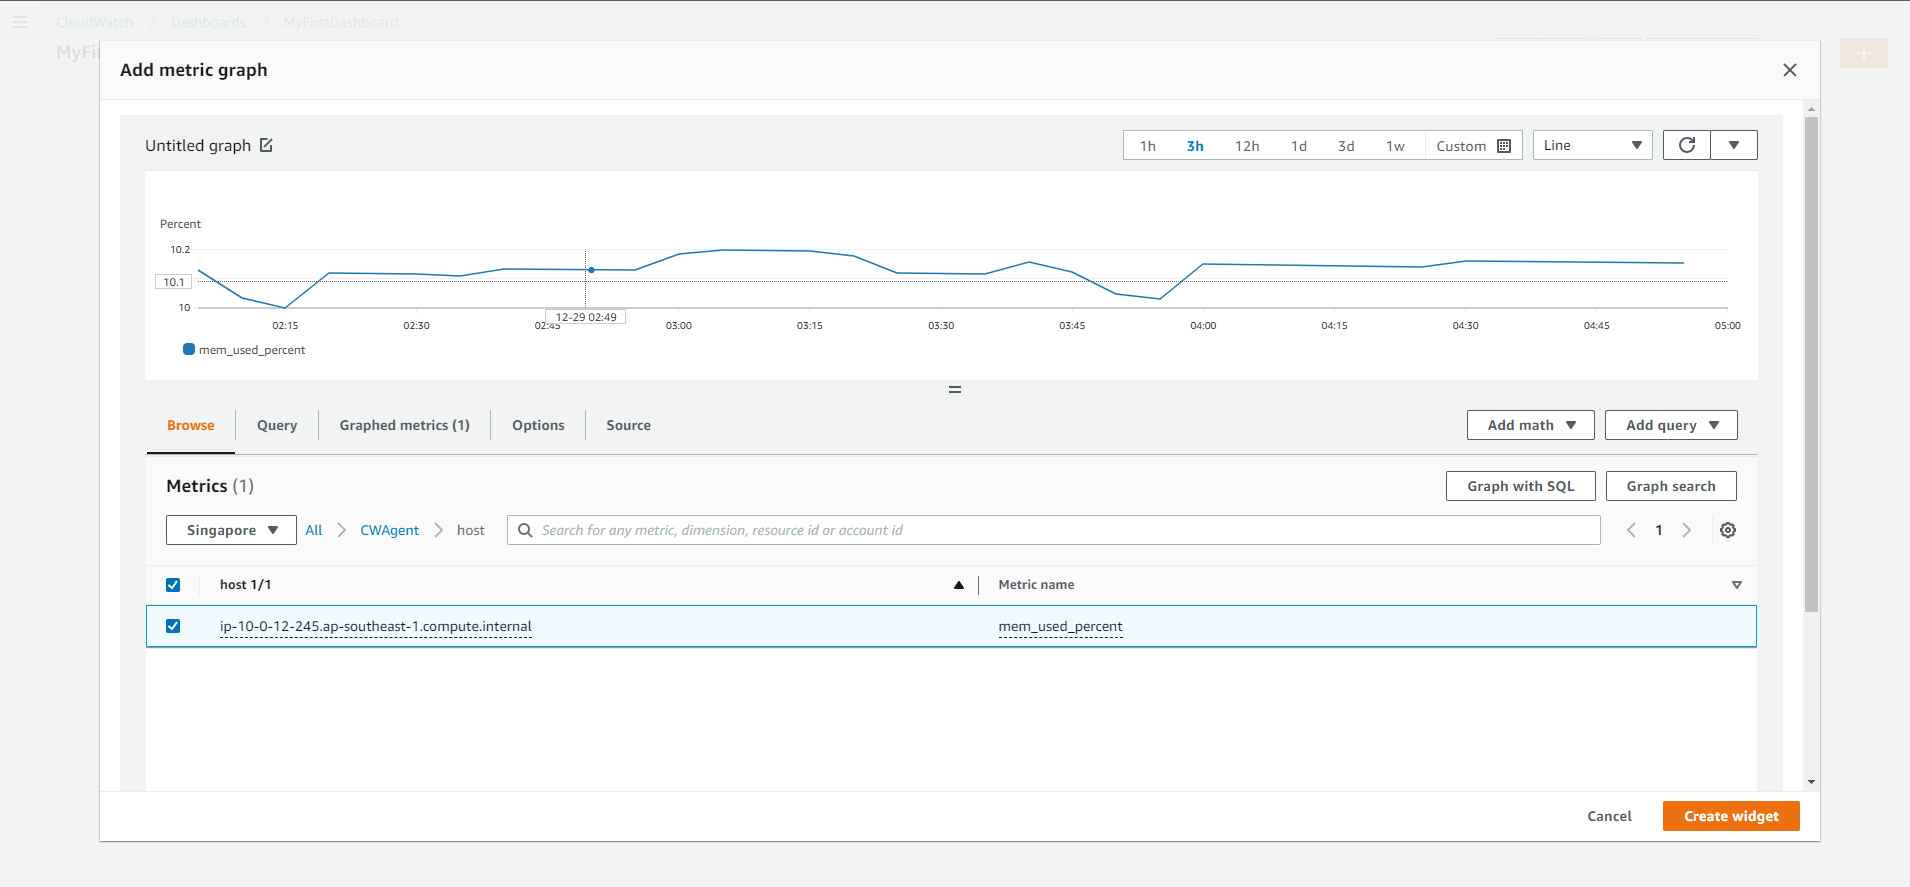 CloudWatch Dashboards MyFirstDashboard
Add metric graph
Untitled graph
1h 3h 12h 1d 3d 1w Custom Line
Percent
10.2
10.1
10
12-29 02:49
02:15 02:30 02:45 03:00 03:15 03:30 03:45 04:00 04:15 04:30 04:45 05:00
mem_used_percent
Browse Query Graphed metrics (1) Options Source Add math Add query
Metrics (1) Graph with SQL Graph search
Singapore All CWAgent host Search for any metric, dimension, resource id or account id 1
host 1/1 Metric name
ip-10-0-12-245.ap-southeast-1.compute.internal mem_used_percent
Cancel Create widget